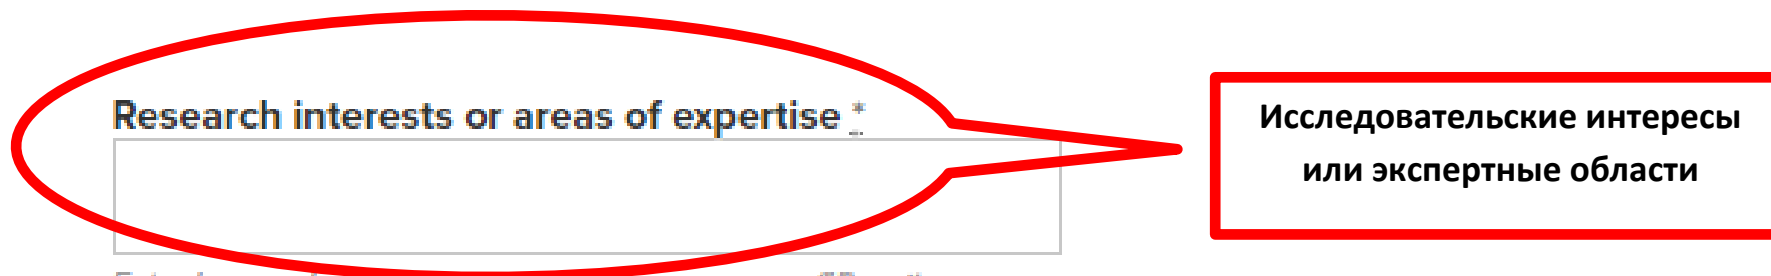 Research interests or areas of expertise *
Исследовательские интересы
или экспертные области